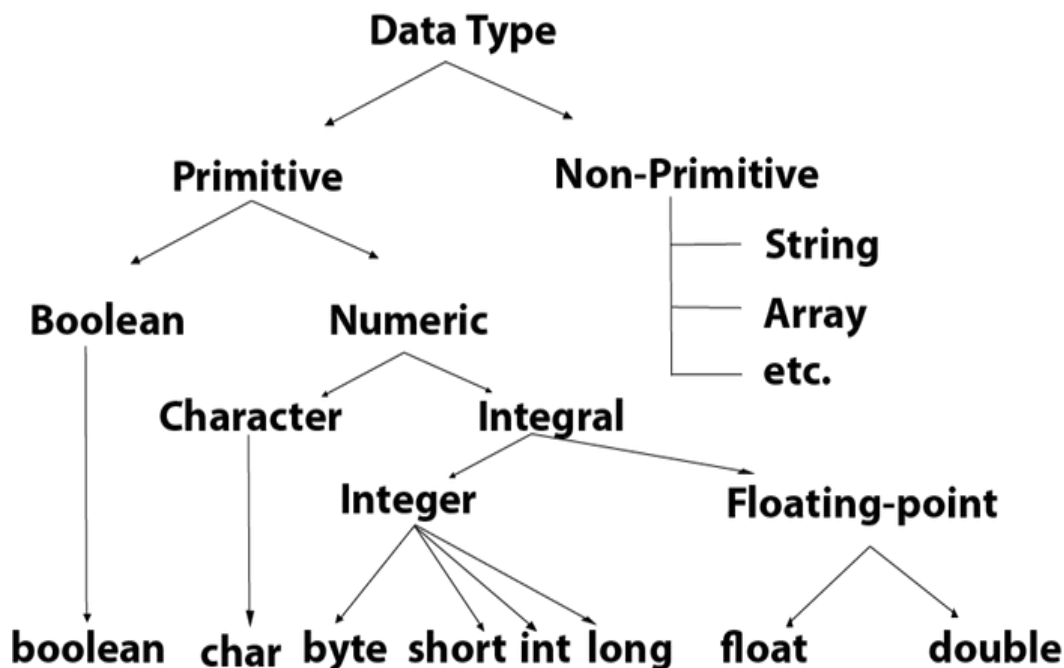 Data Type
Primitive
Non-Primitive
String
Array
etc.
Boolean
Numeric
Character
Integral
Integer
Floating-point
boolean
char
byte
short
int
long
float
double